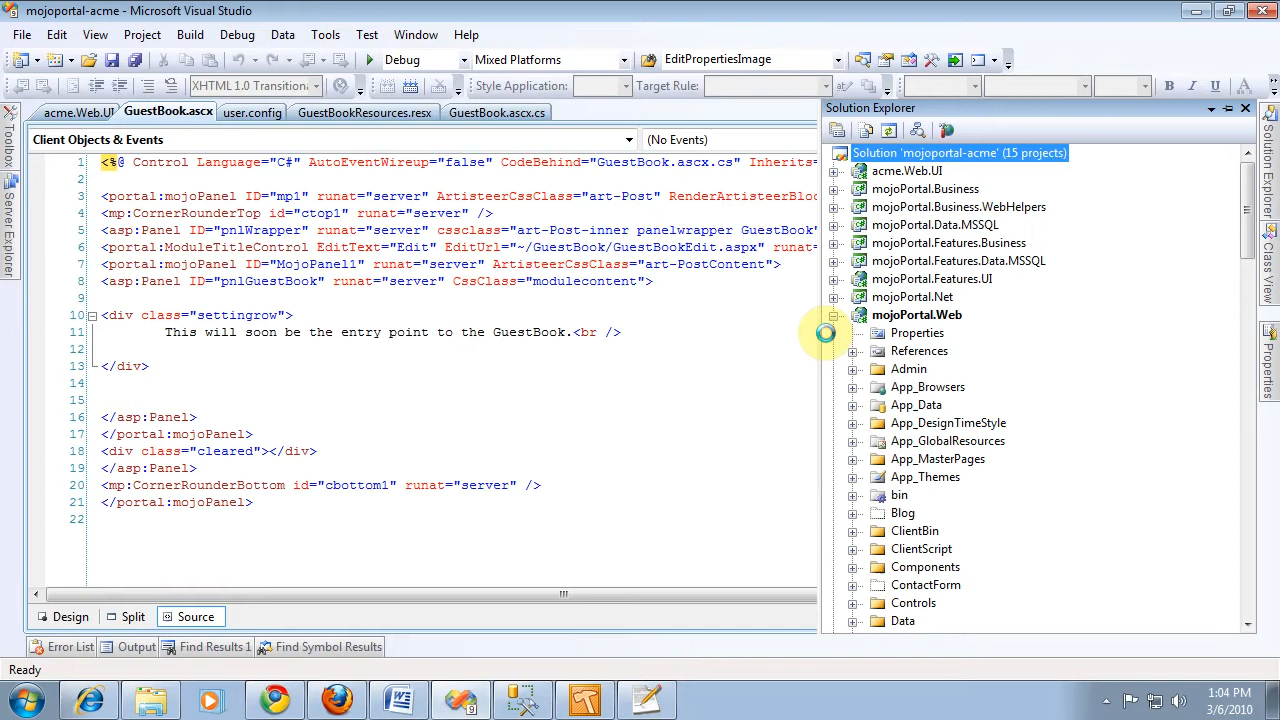 mojoportal-acme - Microsoft Visual Studio
File Edit View Project Build Debug Data Tools Test Window Help
Debug Mixed Platforms EditPropertiesImage
XHTML 1.0 Transition Style Application: Target Rule: B I U A
acme.Web.UI GuestBook.ascx user.config GuestBookResources.resx GuestBook.ascx.cs
Client Objects & Events (No Events)
1 <%@ Control Language="C#" AutoEventWireup="false" CodeBehind="GuestBook.ascx.cs" Inherits=
2
3 <portal:mojoPanel ID="mp1" runat="server" ArtisteerCssClass="art-Post" RenderArtisteerBloc
4 <mp:CornerRounderTop id="ctop1" runat="server" />
5 <asp:Panel ID="pnlWrapper" runat="server" cssclass="art-Post-inner panelwrapper GuestBook"
6 <portal:ModuleTitleControl EditText="Edit" EditUrl="~/GuestBook/GuestBookEdit.aspx" runat=
7 <portal:mojoPanel ID="MojoPanel1" runat="server" ArtisteerCssClass="art-PostContent">
8 <asp:Panel ID="pnlGuestBook" runat="server" CssClass="modulecontent">
9
10 <div class="settingrow">
11 This will soon be the entry point to the GuestBook.<br />
12
13 </div>
14
15
16 </asp:Panel>
17 </portal:mojoPanel>
18 <div class="cleared"></div>
19 </asp:Panel>
20 <mp:CornerRounderBottom id="cbottom1" runat="server" />
21 </portal:mojoPanel>
22
Design Split Source
Toolbox
Server Explorer
Solution Explorer
Solution 'mojoportal-acme' (15 projects)
acme.Web.UI
mojoPortal.Business
mojoPortal.Business.WebHelpers
mojoPortal.Data.MSSQL
mojoPortal.Features.Business
mojoPortal.Features.Data.MSSQL
mojoPortal.Features.UI
mojoPortal.Net
mojoPortal.Web
Properties
References
Admin
App_Browsers
App_Data
App_DesignTimeStyle
App_GlobalResources
App_MasterPages
App_Themes
bin
Blog
ClientBin
ClientScript
Components
ContactForm
Controls
Data
Solution Explorer
Class View
Properties
Error List Output Find Results 1 Find Symbol Results
Ready
1:04 PM
3/6/2010